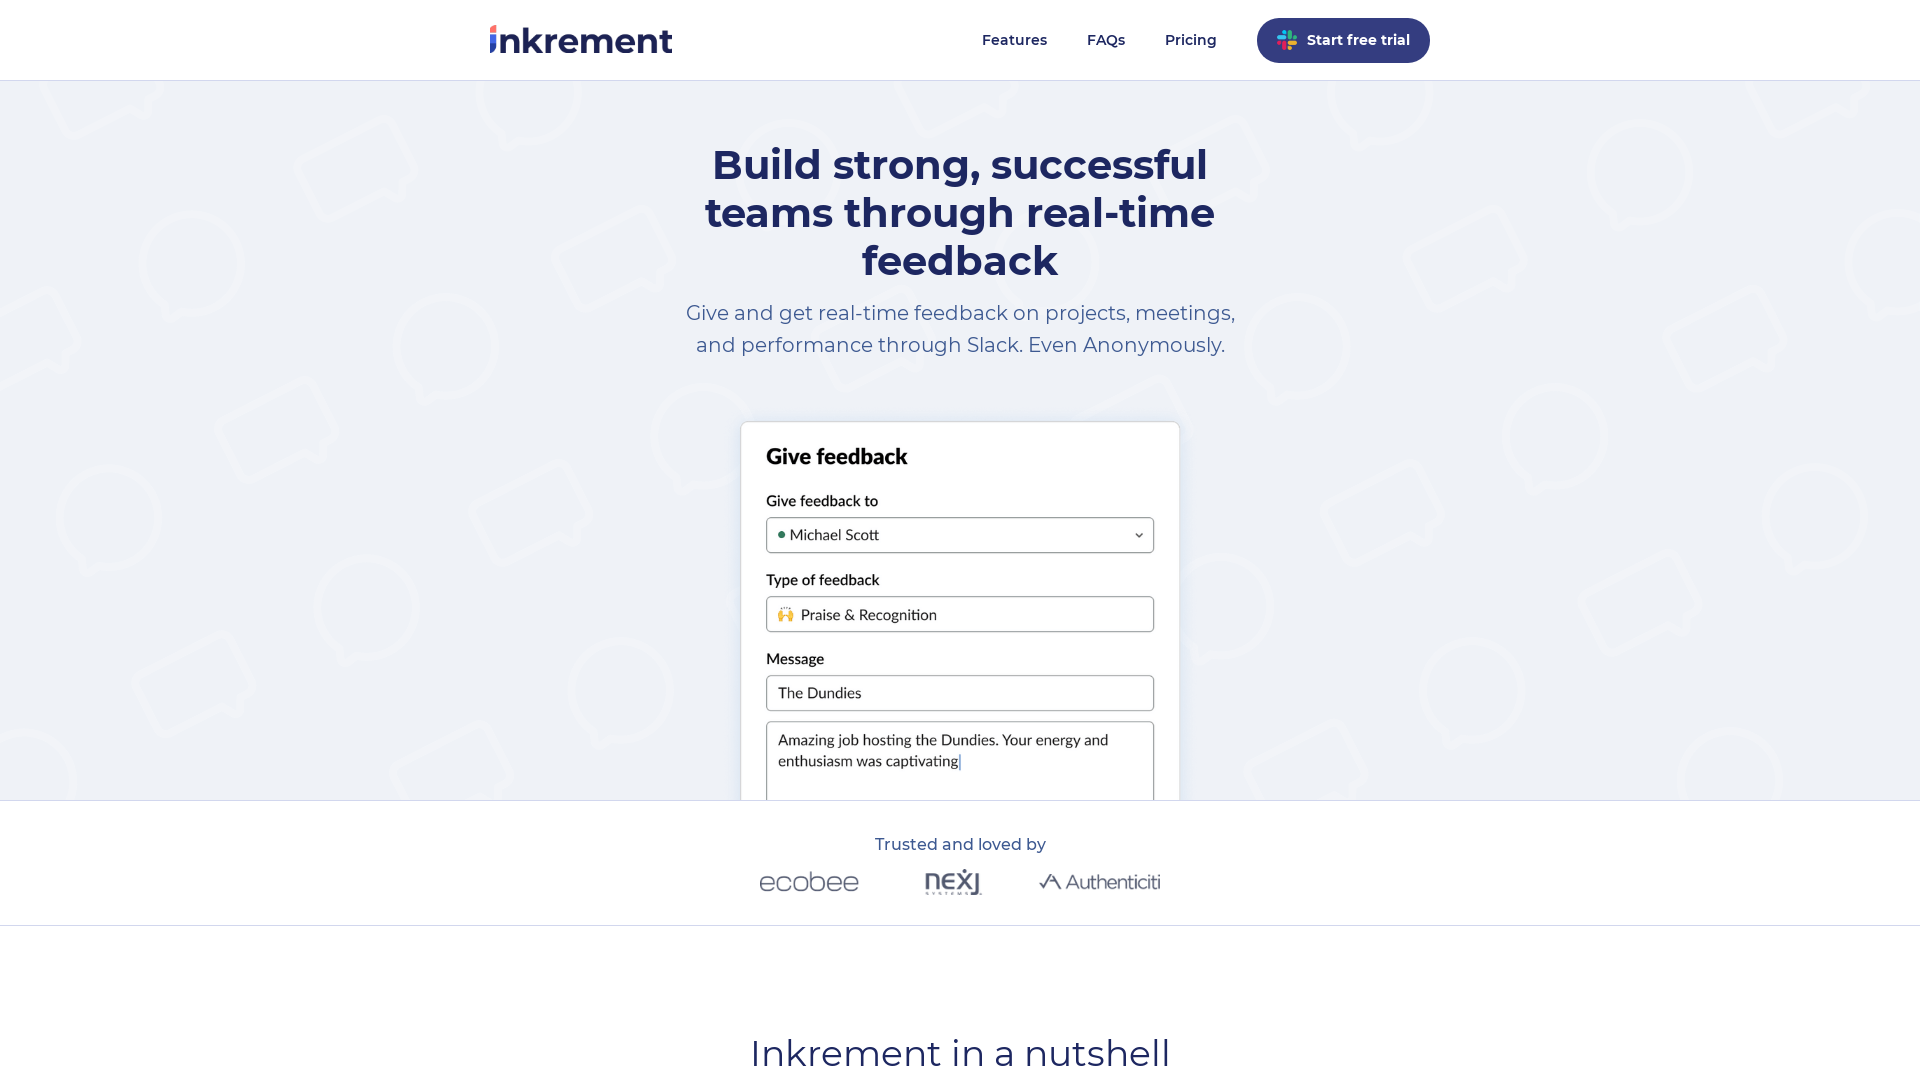 inkrement
Features
FAQs
Pricing
Start free trial
Build strong, successful
teams through real-time
feedback
Give and get real-time feedback on projects, meetings,
and performance through Slack. Even Anonymously.
Give feedback
Give feedback to
Michael Scott
Type of feedback
Praise & Recognition
Message
The Dundies
Amazing job hosting the Dundies. Your energy and
enthusiasm was captivating
Trusted and loved by
ecobee
nexj
SYSTEMS
Authenticiti
Inkrement in a nutshell